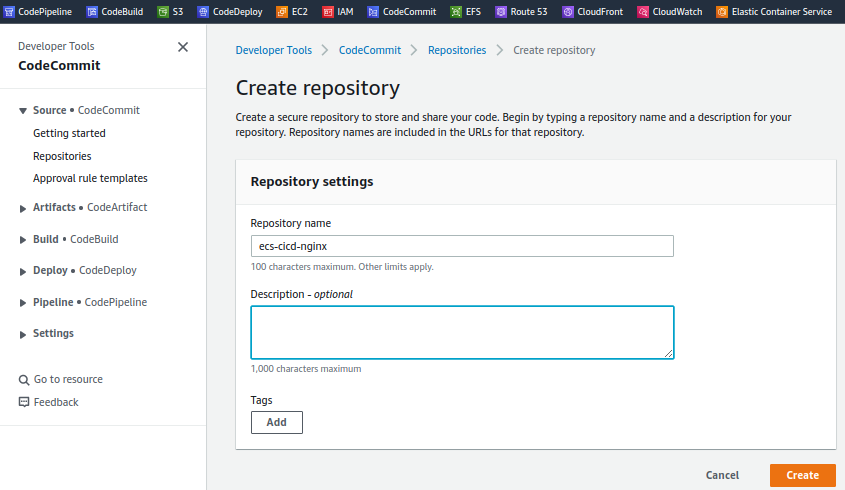 CodePipeline CodeBuild S3 CodeDeploy EC2 IAM CodeCommit EFS Route 53 CloudFront CloudWatch Elastic Container Service
Developer Tools
CodeCommit
Source • CodeCommit
Getting started
Repositories
Approval rule templates
Artifacts • CodeArtifact
Build • CodeBuild
Deploy • CodeDeploy
Pipeline • CodePipeline
Settings
Go to resource
Feedback
Developer Tools > CodeCommit > Repositories > Create repository
Create repository
Create a secure repository to store and share your code. Begin by typing a repository name and a description for your
repository. Repository names are included in the URLs for that repository.
Repository settings
Repository name
ecs-cicd-nginx
100 characters maximum. Other limits apply.
Description - optional
1,000 characters maximum
Tags
Add
Cancel
Create